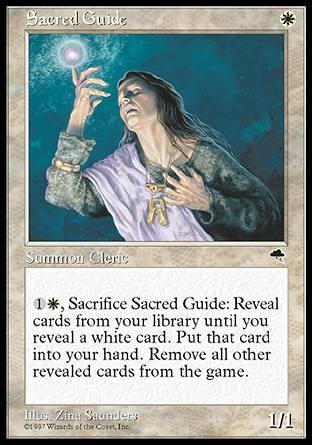 Sacred Guide
Summon Cleric
1, Sacrifice Sacred Guide: Reveal
cards from your library until you
reveal a white card. Put that card
into your hand. Remove all other
revealed cards from the game.
Illus. Zina Saunders
©1997 Wizards of the Coast, Inc.
1/1